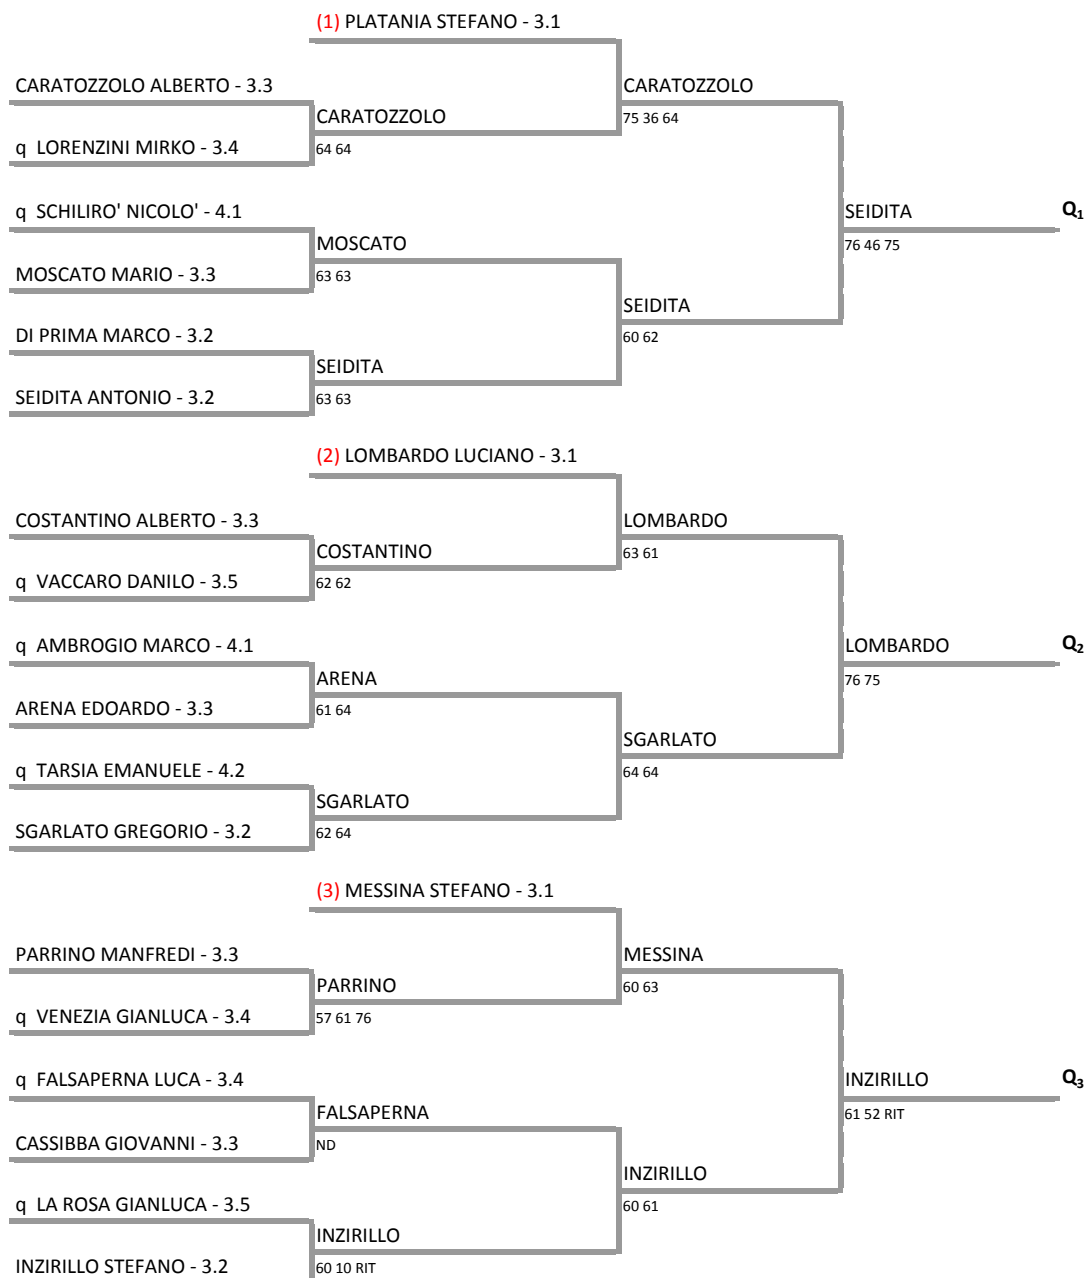 (1) PLATANIA STEFANO - 3.1
CARATOZZOLO ALBERTO - 3.3
CARATOZZOLO
CARATOZZOLO
75 36 64
q LORENZINI MIRKO - 3.4
64 64
q SCHILIRO' NICOLO' - 4.1
SEIDITA
Q1
MOSCATO
76 46 75
MOSCATO MARIO - 3.3
63 63
SEIDITA
DI PRIMA MARCO - 3.2
60 62
SEIDITA
SEIDITA ANTONIO - 3.2
63 63
(2) LOMBARDO LUCIANO - 3.1
COSTANTINO ALBERTO - 3.3
LOMBARDO
COSTANTINO
63 61
q VACCARO DANILO - 3.5
62 62
q AMBROGIO MARCO - 4.1
LOMBARDO
Q2
ARENA
76 75
ARENA EDOARDO - 3.3
61 64
SGARLATO
q TARSIA EMANUELE - 4.2
64 64
SGARLATO
SGARLATO GREGORIO - 3.2
62 64
(3) MESSINA STEFANO - 3.1
PARRINO MANFREDI - 3.3
MESSINA
PARRINO
60 63
q VENEZIA GIANLUCA - 3.4
57 61 76
q FALSAPERNA LUCA - 3.4
INZIRILLO
Q3
FALSAPERNA
61 52 RIT
CASSIBBA GIOVANNI - 3.3
ND
INZIRILLO
q LA ROSA GIANLUCA - 3.5
60 61
INZIRILLO
INZIRILLO STEFANO - 3.2
60 10 RIT